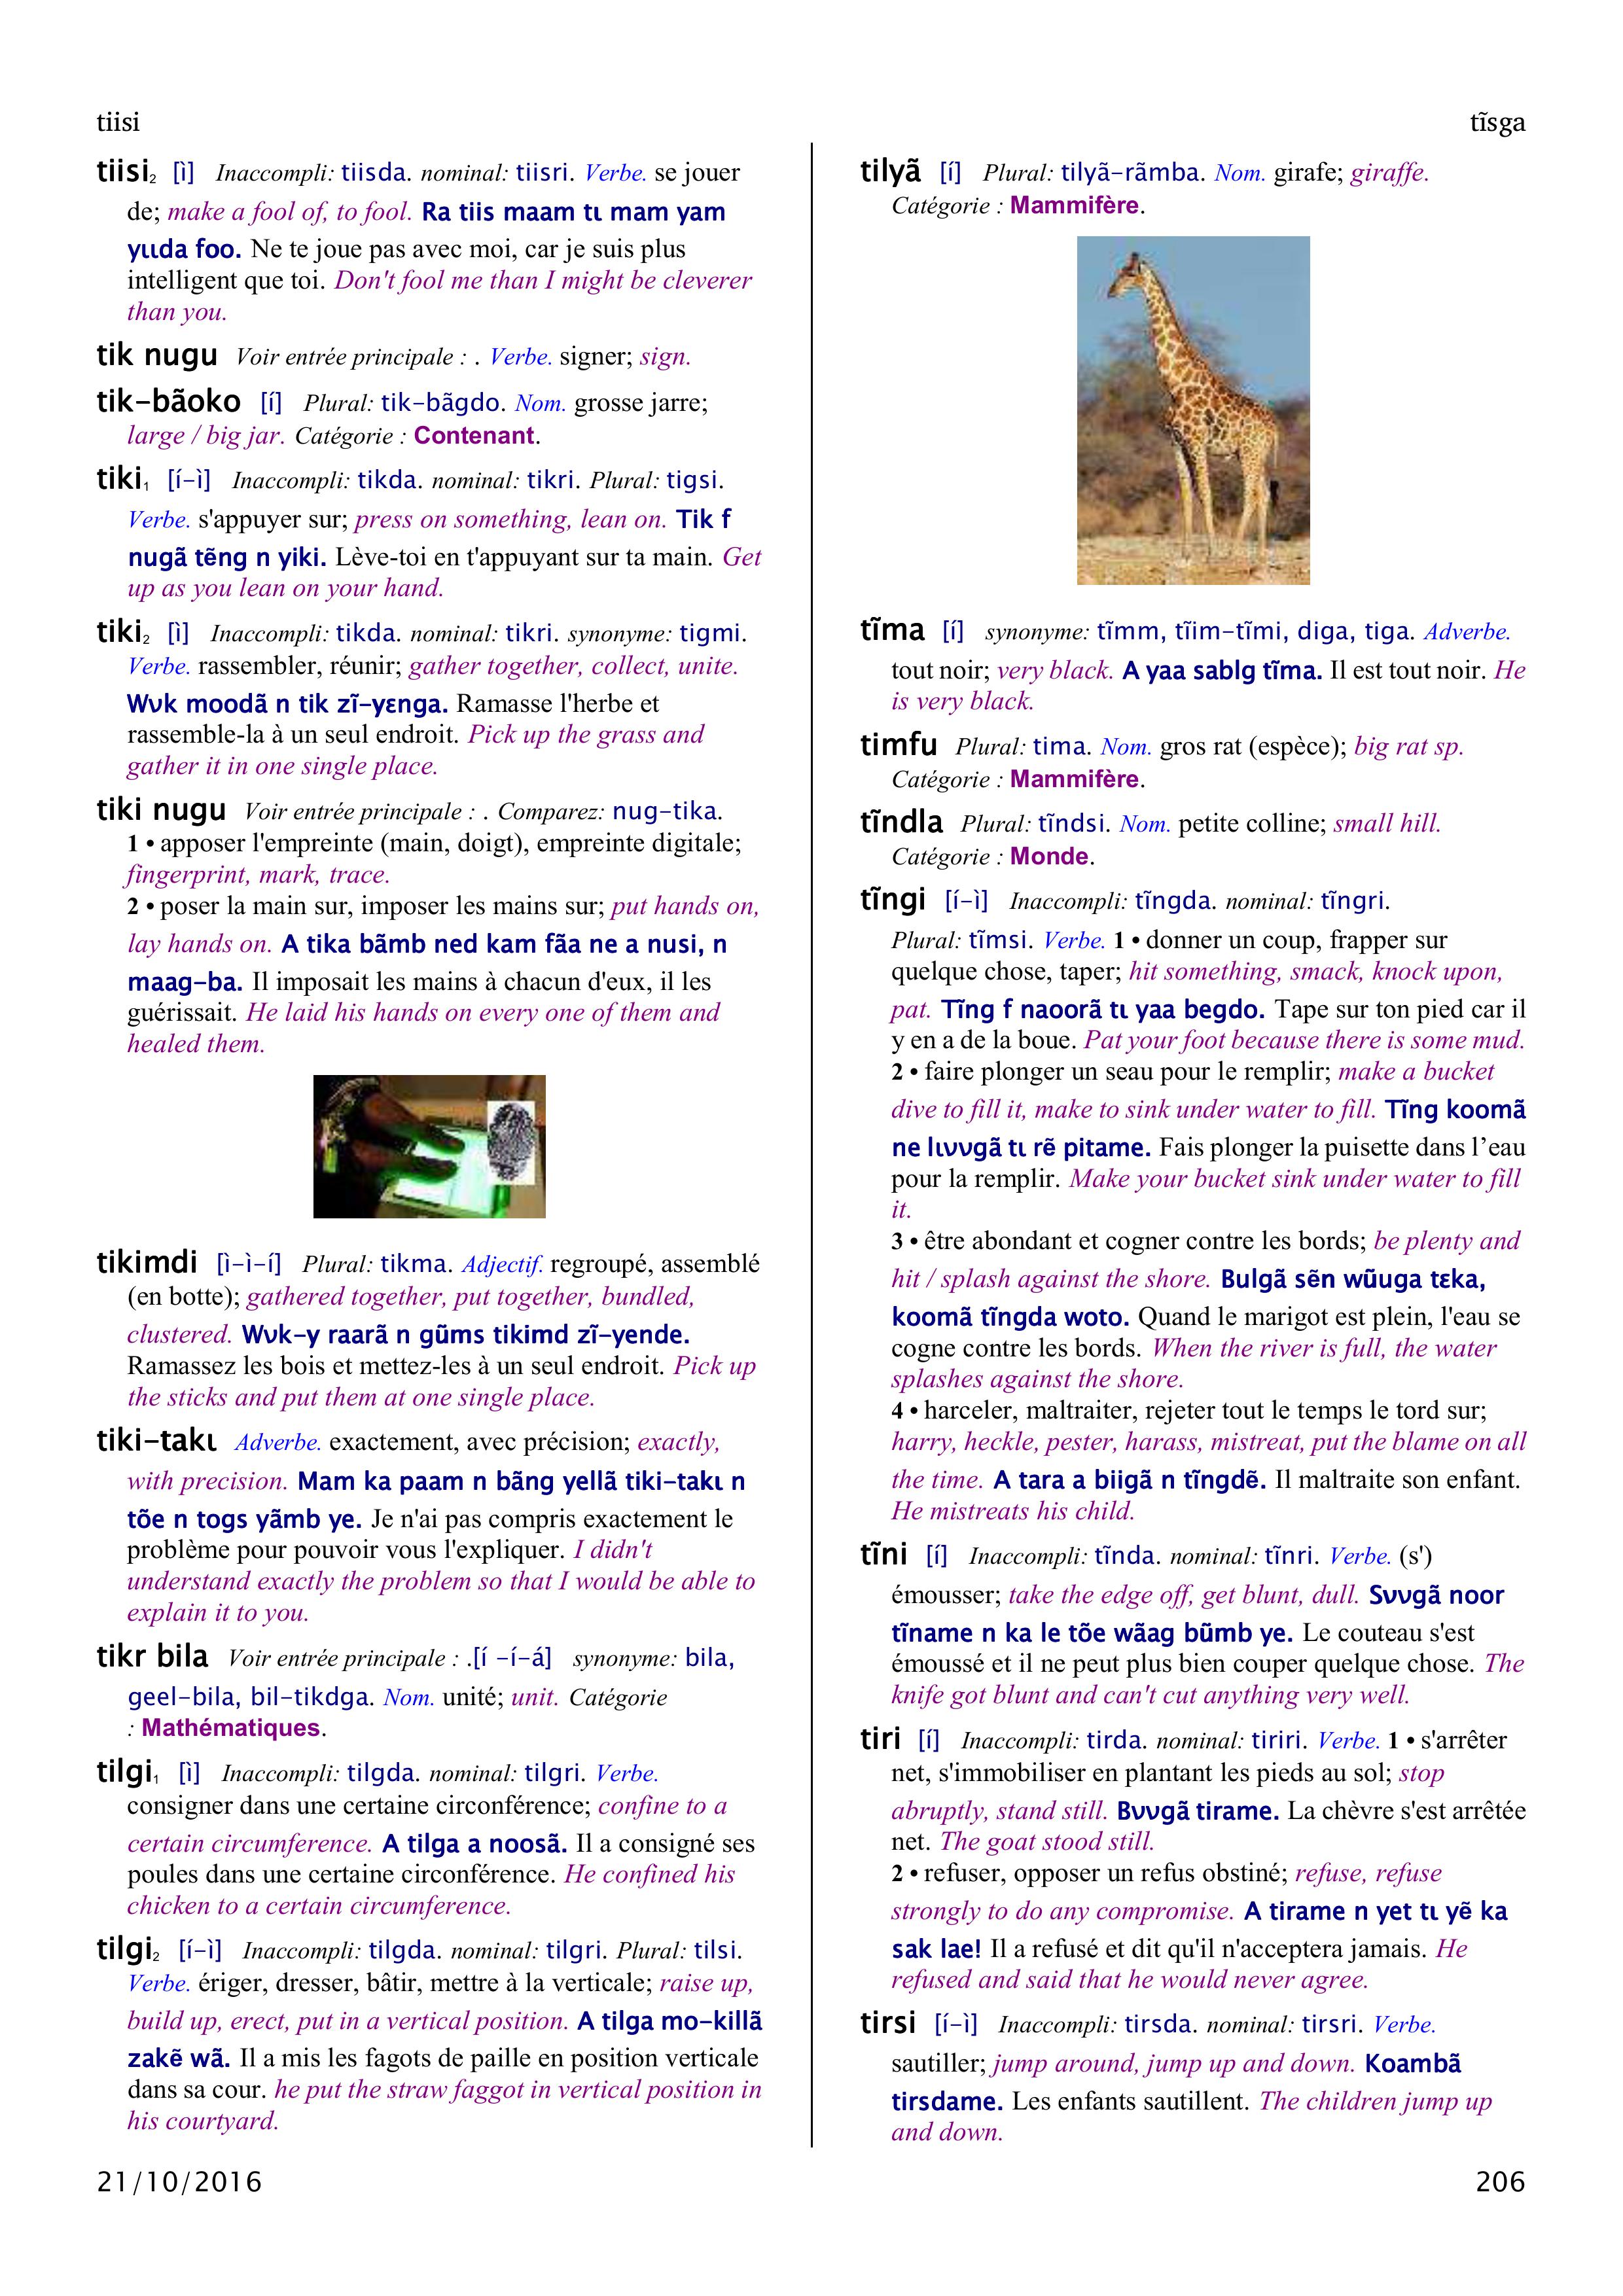 tiisi
tĩsga
tiisi₂ [ì] Inaccompli: tiisda. nominal: tiisri. Verbe. se jouer
de; make a fool of, to fool. Ra tiis maam tɩ mam yam
yɩɩda foo. Ne te joue pas avec moi, car je suis plus
intelligent que toi. Don't fool me than I might be cleverer
than you.
tik nugu Voir entrée principale : . Verbe. signer; sign.
tik-bãoko [í] Plural: tik-bãgdo. Nom. grosse jarre;
large / big jar. Catégorie : Contenant.
tiki₁ [í-ì] Inaccompli: tikda. nominal: tikri. Plural: tigsi.
Verbe. s'appuyer sur; press on something, lean on. Tik f
nugã tẽng n yiki. Lève-toi en t'appuyant sur ta main. Get
up as you lean on your hand.
tiki₂ [ì] Inaccompli: tikda. nominal: tikri. synonyme: tigmi.
Verbe. rassembler, réunir; gather together, collect, unite.
Wʋk moodã n tik zĩ-yɛnga. Ramasse l'herbe et
rassemble-la à un seul endroit. Pick up the grass and
gather it in one single place.
tiki nugu Voir entrée principale : . Comparez: nug-tika.
1 • apposer l'empreinte (main, doigt), empreinte digitale;
fingerprint, mark, trace.
2 • poser la main sur, imposer les mains sur; put hands on,
lay hands on. A tika bãmb ned kam fãa ne a nusi, n
maag-ba. Il imposait les mains à chacun d'eux, il les
guérissait. He laid his hands on every one of them and
healed them.
tikimdi [ì-ì-í] Plural: tikma. Adjectif. regroupé, assemblé
(en botte); gathered together, put together, bundled,
clustered. Wʋk-y raarã n gũms tikimd zĩ-yende.
Ramassez les bois et mettez-les à un seul endroit. Pick up
the sticks and put them at one single place.
tiki-takɩ Adverbe. exactement, avec précision; exactly,
with precision. Mam ka paam n bãng yellã tiki-takɩ n
tõe n togs yãmb ye. Je n'ai pas compris exactement le
problème pour pouvoir vous l'expliquer. I didn't
understand exactly the problem so that I would be able to
explain it to you.
tikr bila Voir entrée principale : .[í -í-á] synonyme: bila,
geel-bila, bil-tikdga. Nom. unité; unit. Catégorie
: Mathématiques.
tilgi₁ [ì] Inaccompli: tilgda. nominal: tilgri. Verbe.
consigner dans une certaine circonférence; confine to a
certain circumference. A tilga a noosã. Il a consigné ses
poules dans une certaine circonférence. He confined his
chicken to a certain circumference.
tilgi₂ [í-ì] Inaccompli: tilgda. nominal: tilgri. Plural: tilsi.
Verbe. ériger, dresser, bâtir, mettre à la verticale; raise up,
build up, erect, put in a vertical position. A tilga mo-killã
zakẽ wã. Il a mis les fagots de paille en position verticale
dans sa cour. he put the straw faggot in vertical position in
his courtyard.
tilyã [í] Plural: tilyã-rãmba. Nom. girafe; giraffe.
Catégorie : Mammifère.
tĩma [í] synonyme: tĩmm, tĩim-tĩmi, diga, tiga. Adverbe.
tout noir; very black. A yaa sablg tĩma. Il est tout noir. He
is very black.
timfu Plural: tima. Nom. gros rat (espèce); big rat sp.
Catégorie : Mammifère.
tĩndla Plural: tĩndsi. Nom. petite colline; small hill.
Catégorie : Monde.
tĩngi [í-ì] Inaccompli: tĩngda. nominal: tĩngri.
Plural: tĩmsi. Verbe. 1 • donner un coup, frapper sur
quelque chose, taper; hit something, smack, knock upon,
pat. Tĩng f naoorã tɩ yaa begdo. Tape sur ton pied car il
y en a de la boue. Pat your foot because there is some mud.
2 • faire plonger un seau pour le remplir; make a bucket
dive to fill it, make to sink under water to fill. Tĩng koomã
ne lɩʋʋgã tɩ rẽ pitame. Fais plonger la puisette dans l’eau
pour la remplir. Make your bucket sink under water to fill
it.
3 • être abondant et cogner contre les bords; be plenty and
hit / splash against the shore. Bulgã sẽn wũuga tɛka,
koomã tĩngda woto. Quand le marigot est plein, l'eau se
cogne contre les bords. When the river is full, the water
splashes against the shore.
4 • harceler, maltraiter, rejeter tout le temps le tord sur;
harry, heckle, pester, harass, mistreat, put the blame on all
the time. A tara a biigã n tĩngdẽ. Il maltraite son enfant.
He mistreats his child.
tĩni [í] Inaccompli: tĩnda. nominal: tĩnri. Verbe. (s')
émousser; take the edge off, get blunt, dull. Sʋʋgã noor
tĩname n ka le tõe wãag bũmb ye. Le couteau s'est
émoussé et il ne peut plus bien couper quelque chose. The
knife got blunt and can't cut anything very well.
tiri [í] Inaccompli: tirda. nominal: tiriri. Verbe. 1 • s'arrêter
net, s'immobiliser en plantant les pieds au sol; stop
abruptly, stand still. Bʋʋgã tirame. La chèvre s'est arrêtée
net. The goat stood still.
2 • refuser, opposer un refus obstiné; refuse, refuse
strongly to do any compromise. A tirame n yet tɩ yẽ ka
sak lae! Il a refusé et dit qu'il n'acceptera jamais. He
refused and said that he would never agree.
tirsi [í-ì] Inaccompli: tirsda. nominal: tirsri. Verbe.
sautiller; jump around, jump up and down. Koambã
tirsdame. Les enfants sautillent. The children jump up
and down.
21/10/2016
206